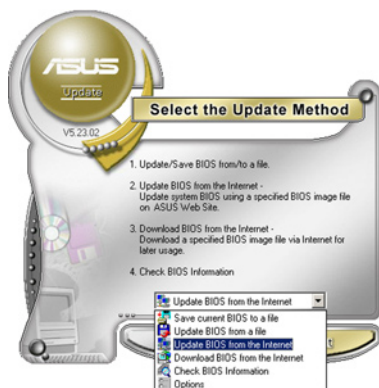 ASUS
Update
V5.23.02
Select the Update Method
1. Update/Save BIOS from/to a file.
2. Update BIOS from the Internet -
Update system BIOS using a specified BIOS image file
on ASUS Web Site.
3. Download BIOS from the Internet -
Download a specified BIOS image file via Internet for
later usage.
4. Check BIOS Information
Update BIOS from the Internet
Save current BIOS to a file
Update BIOS from a file
Update BIOS from the Internet
Download BIOS from the Internet
Check BIOS Information
Options